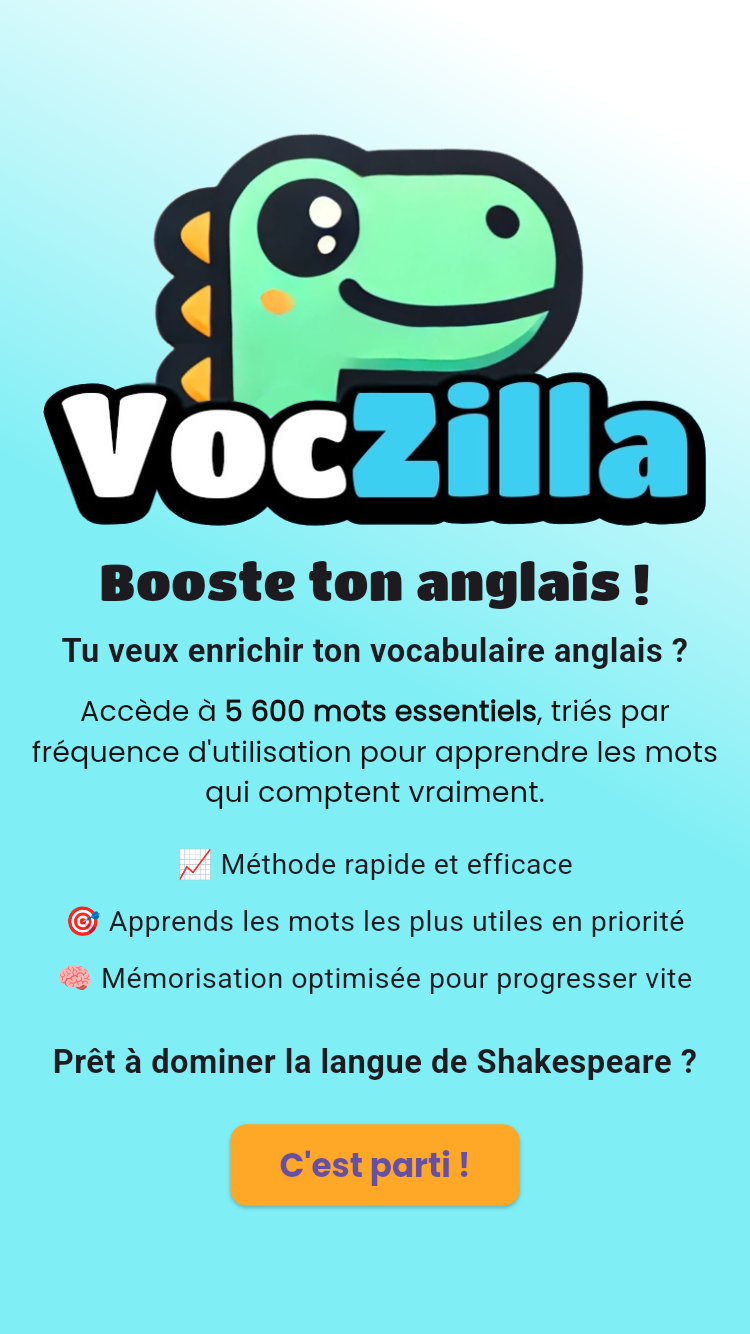 VocZilla
Booste ton anglais !
Tu veux enrichir ton vocabulaire anglais ?
Accède à 5 600 mots essentiels, triés par
fréquence d'utilisation pour apprendre les mots
qui comptent vraiment.
📈 Méthode rapide et efficace
🎯 Apprends les mots les plus utiles en priorité
🧠 Mémorisation optimisée pour progresser vite
Prêt à dominer la langue de Shakespeare ?
C'est parti !